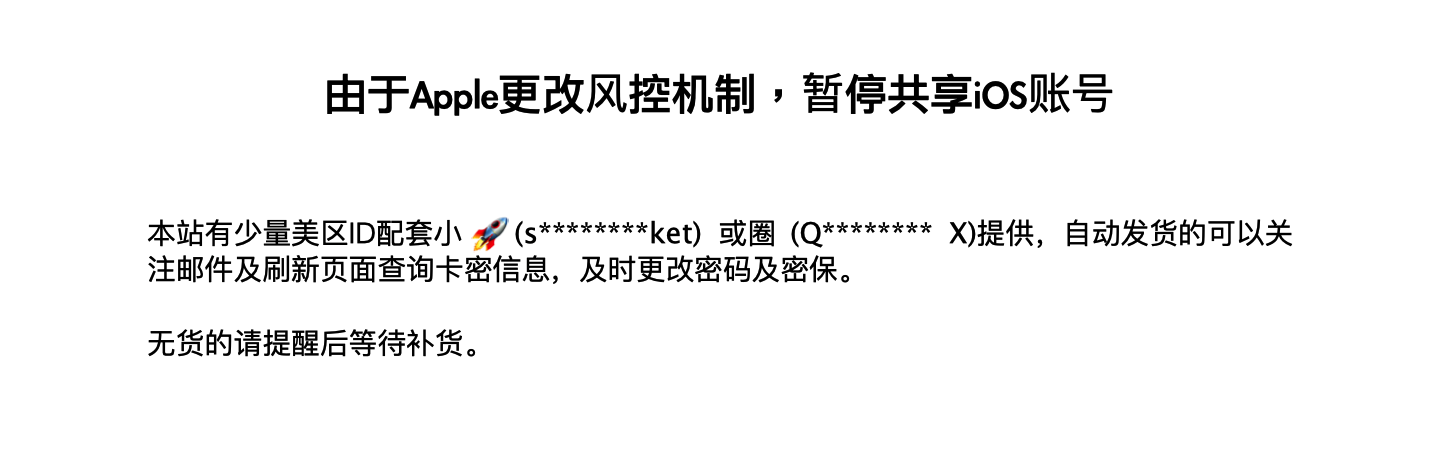 由于Apple更改风控机制，暂停共享iOS账号
本站有少量美区ID配套小 🚀 (s********ket) 或圈 (Q******** X)提供，自动发货的可以关
注邮件及刷新页面查询卡密信息，及时更改密码及密保。
无货的请提醒后等待补货。